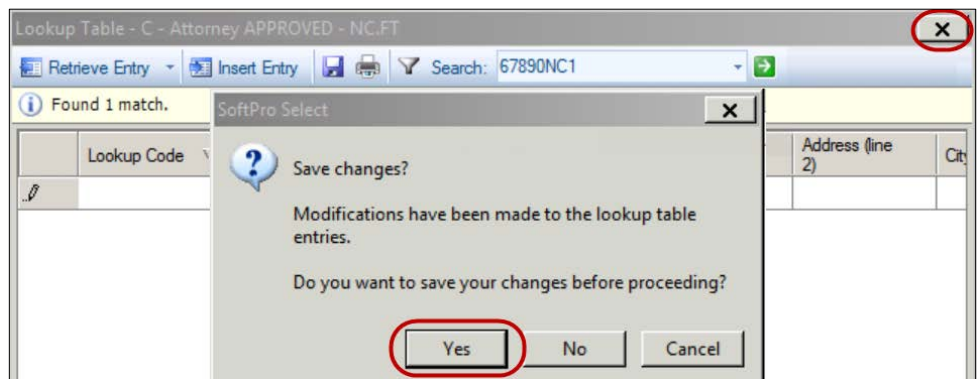 Lookup Table - C - Attorney APPROVED - NC.FT
Retrieve Entry Insert Entry Search: 67890NC1
Found 1 match.
SoftPro Select
Lookup Code
Address (line
2)
Save changes?
Modifications have been made to the lookup table
entries.
Do you want to save your changes before proceeding?
Yes No Cancel